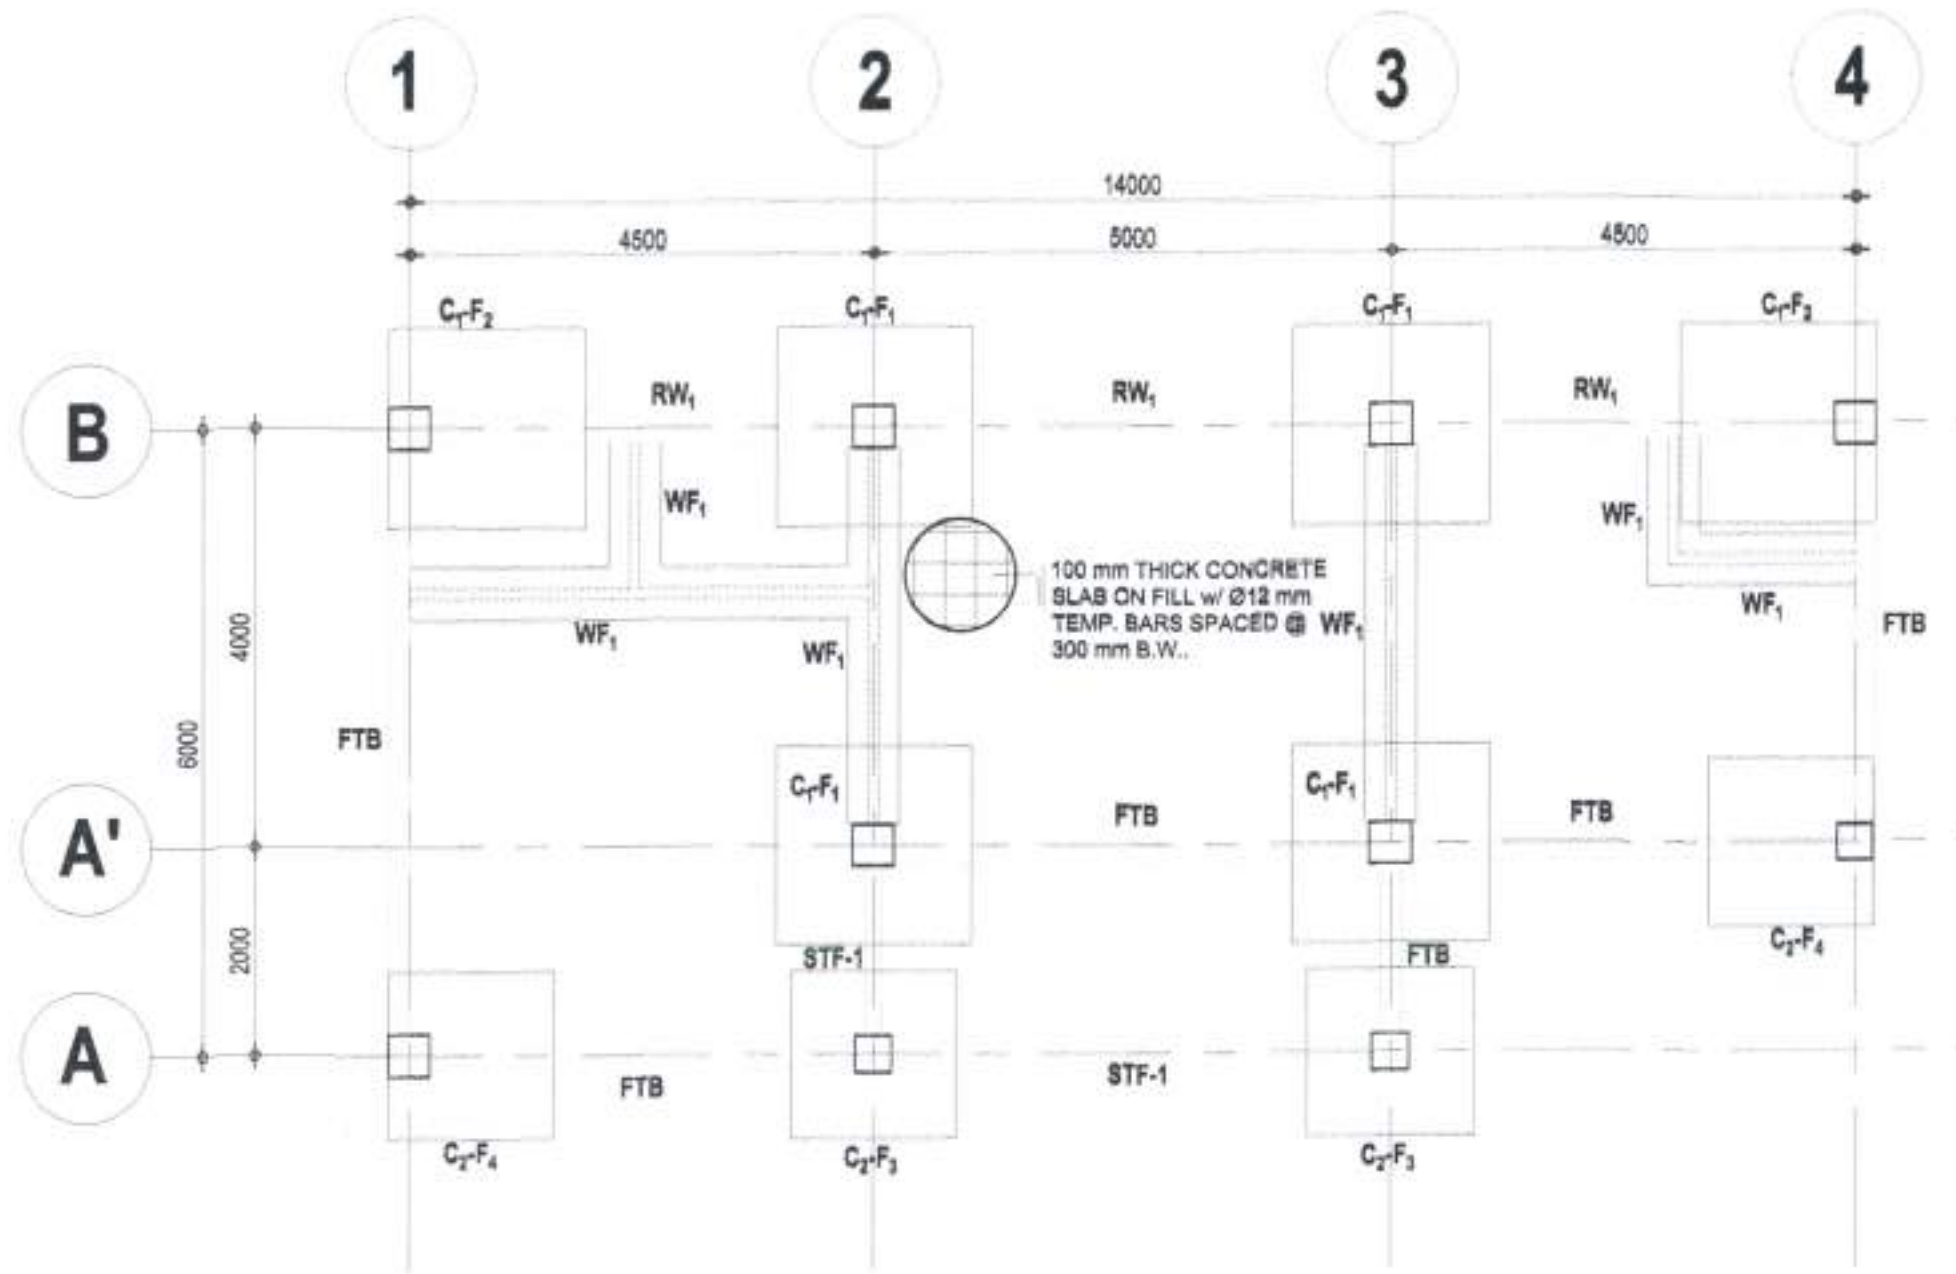 1
2
3
4
14000
4500
5000
4500
C₁-F₂
C₁-F₁
C₁-F₁
C₁-F₂
B
RW₁
RW₁
RW₁
WF₁
WF₁
100 mm THICK CONCRETE
SLAB ON FILL w/ Ø12 mm
TEMP. BARS SPACED @
300 mm B.W..
WF₁
WF₁
FTB
WF₁
WF₁
4000
6000
FTB
A'
C₁-F₁
FTB
C₁-F₁
FTB
2000
STF-1
FTB
C₂-F₄
A
FTB
STF-1
C₂-F₄
C₂-F₃
C₂-F₃